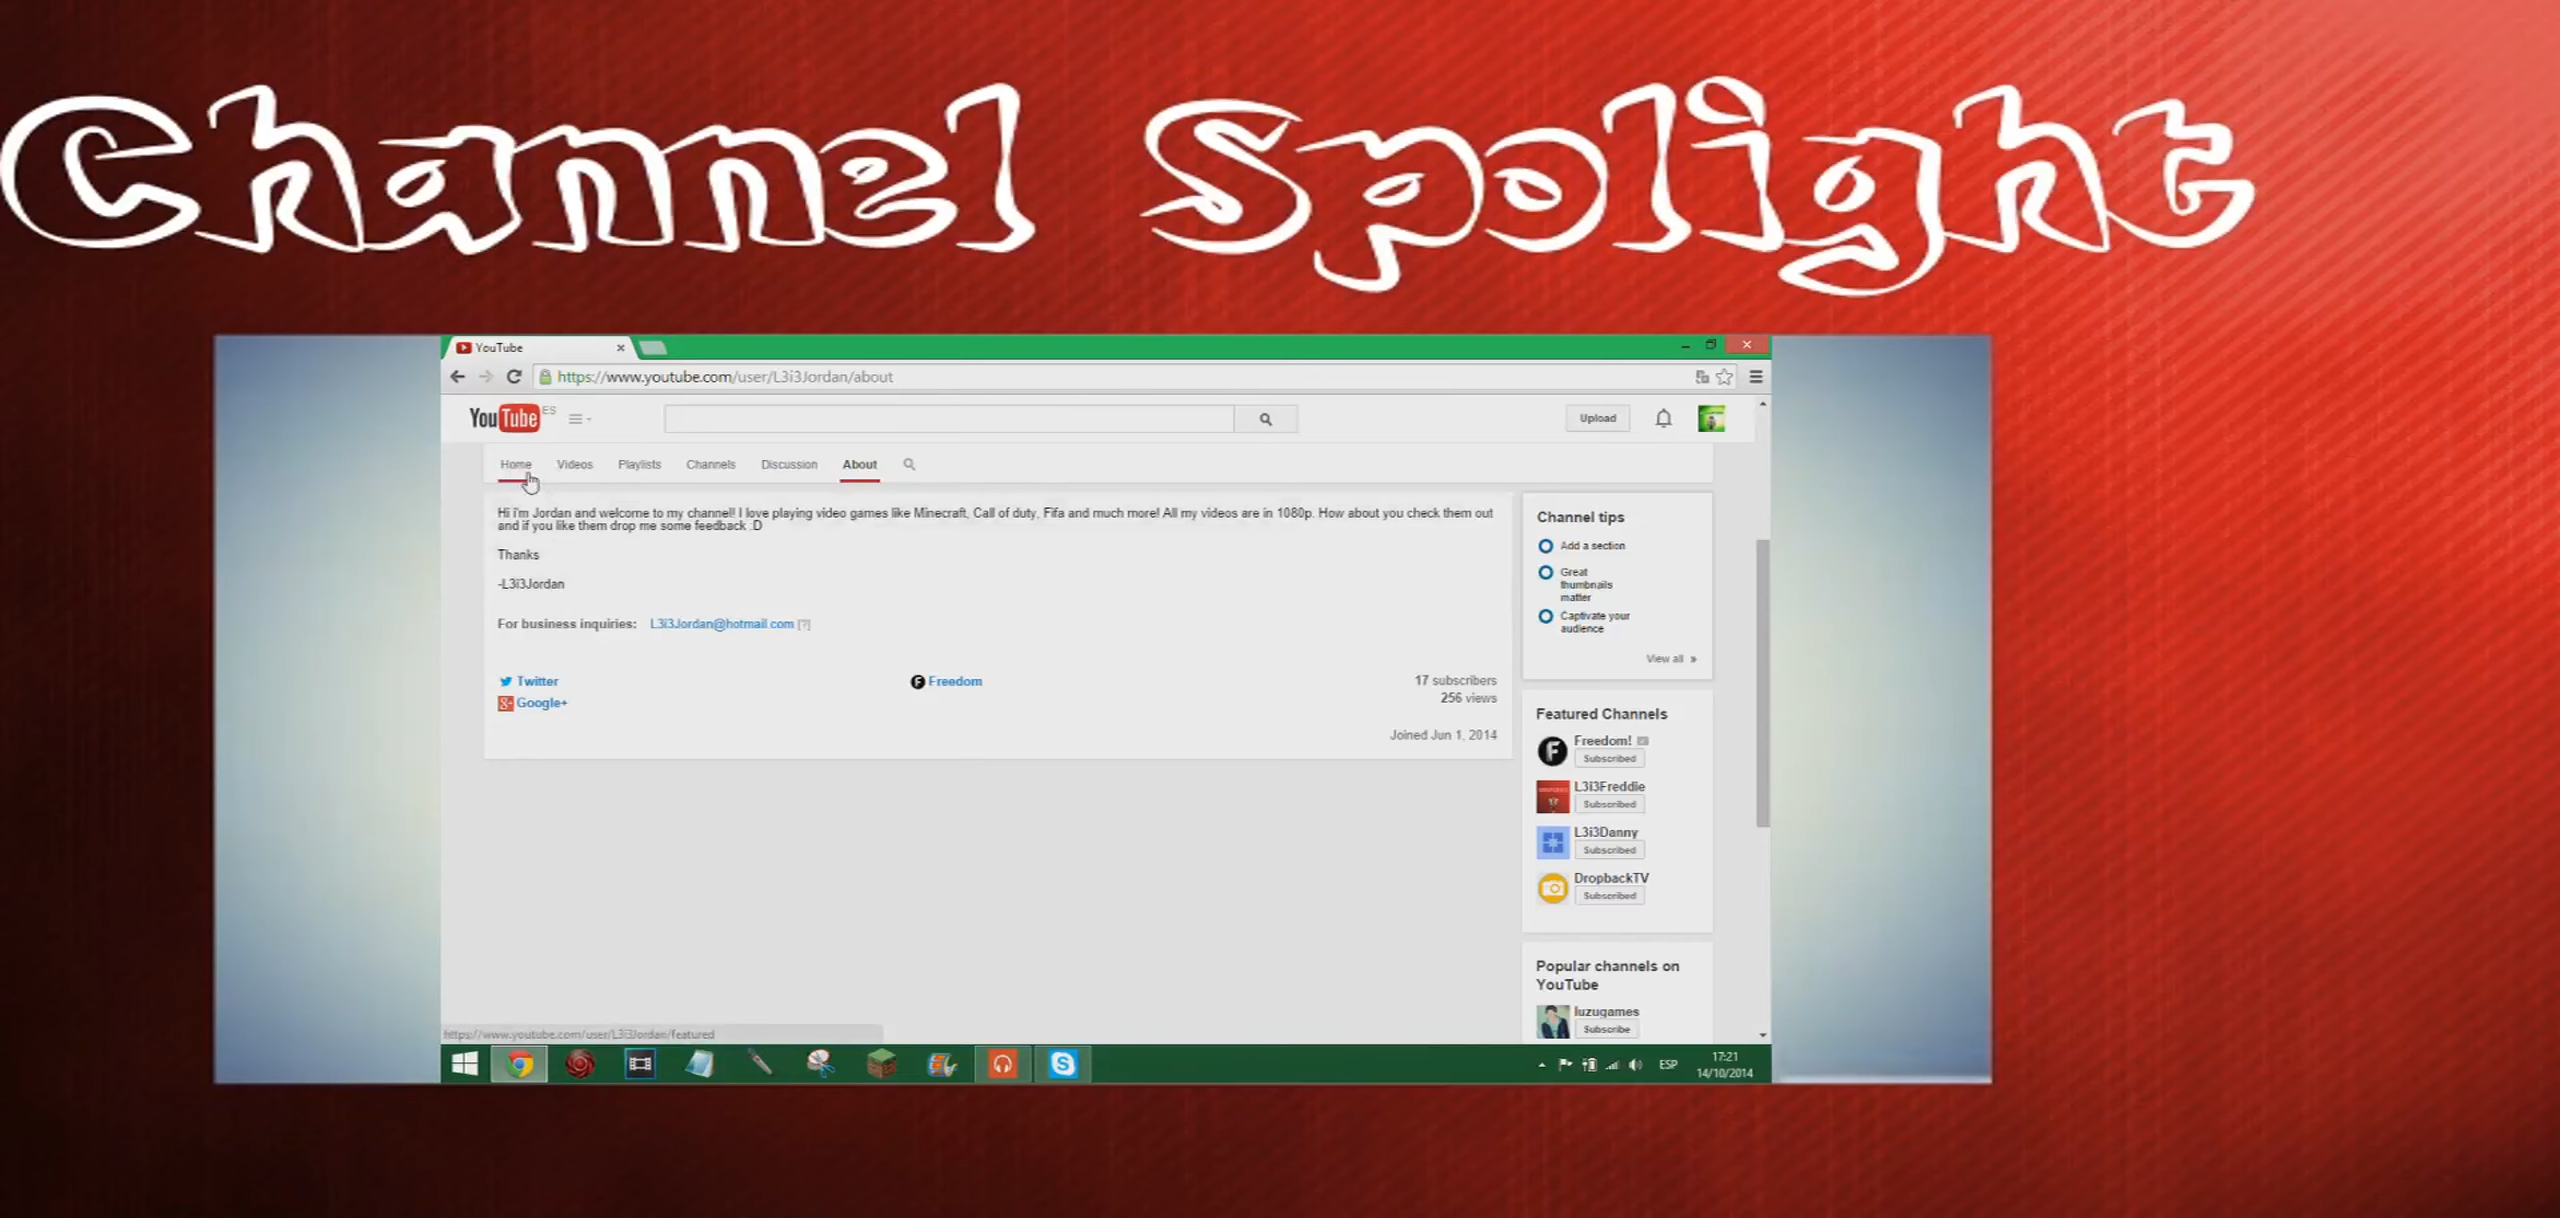 Channel Spolight
YouTube
https://www.youtube.com/user/L3i3Jordan/about
YouTube ES
Upload
Home Videos Playlists Channels Discussion About
Hi i'm Jordan and welcome to my channel! I love playing video games like Minecraft, Call of duty, Fifa and much more! All my videos are in 1080p. How about you check them out
and if you like them drop me some feedback :D
Thanks
-L3i3Jordan
For business inquiries: L3i3Jordan@hotmail.com [?]
Twitter
Google+
Freedom
17 subscribers
256 views
Joined Jun 1, 2014
Channel tips
Add a section
Great
thumbnails
matter
Captivate your
audience
View all »
Featured Channels
Freedom!
Subscribed
L3i3Freddie
Subscribed
L3i3Danny
Subscribed
DropbackTV
Subscribed
Popular channels on
YouTube
luzugames
Subscribe
https://www.youtube.com/user/L3i3Jordan/featured
ESP
17:21
14/10/2014